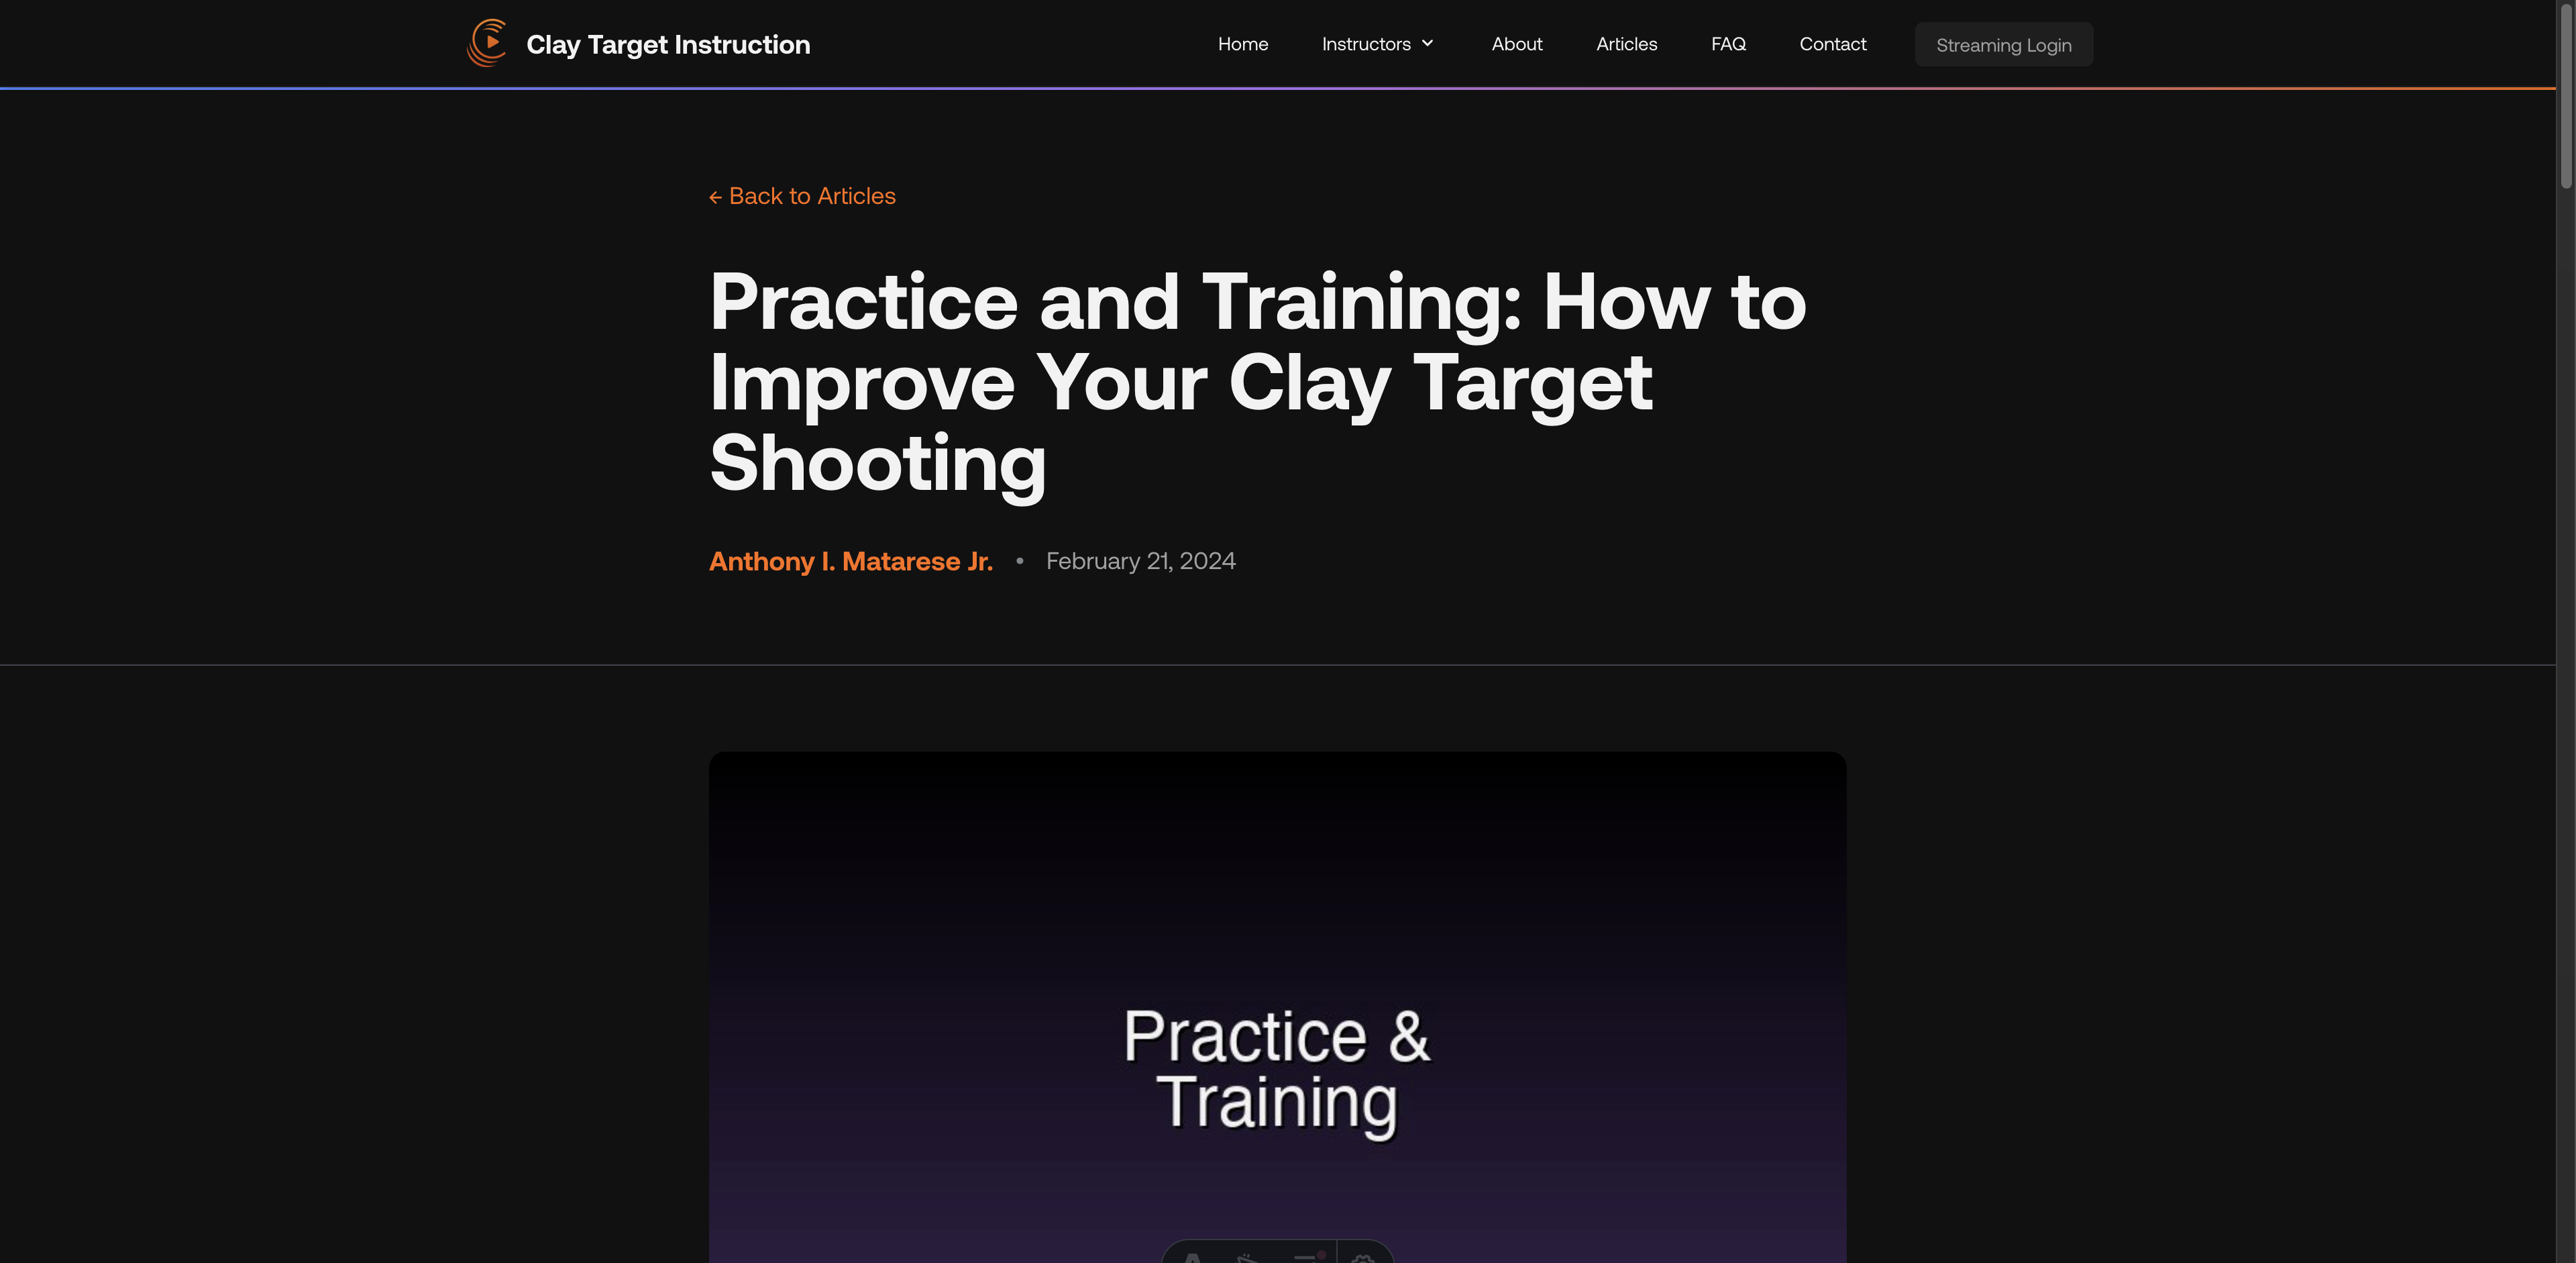 Clay Target Instruction
Home
Instructors
About
Articles
FAQ
Contact
Streaming Login
← Back to Articles
Practice and Training: How to
Improve Your Clay Target
Shooting
Anthony I. Matarese Jr. • February 21, 2024
Practice &
Training